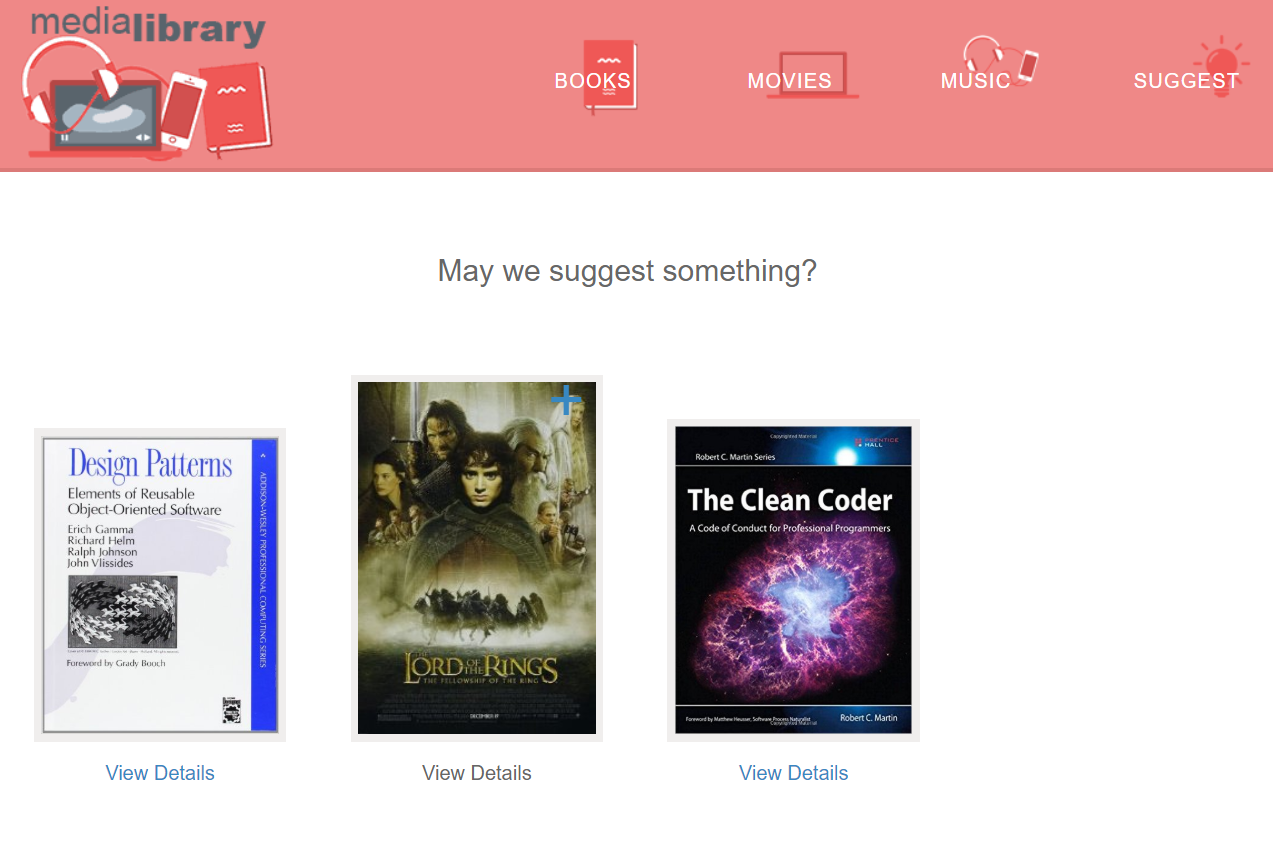 medialibrary
BOOKS
MOVIES
MUSIC
SUGGEST
May we suggest something?
Design Patterns
Elements of Reusable
Object-Oriented Software
Erich Gamma
Richard Helm
Ralph Johnson
John Vlissides
Foreword by Grady Booch
ADDISON-WESLEY PROFESSIONAL COMPUTING SERIES
THE
LORD OF THE RINGS
THE FELLOWSHIP OF THE RING
DECEMBER 19
Copyrighted Material
PRENTICE
HALL
Robert C. Martin Series
The Clean Coder
A Code of Conduct for Professional Programmers
Foreword by Matthew Heusser, Software Process Naturalist
Robert C. Martin
Copyrighted Material
View Details
View Details
View Details